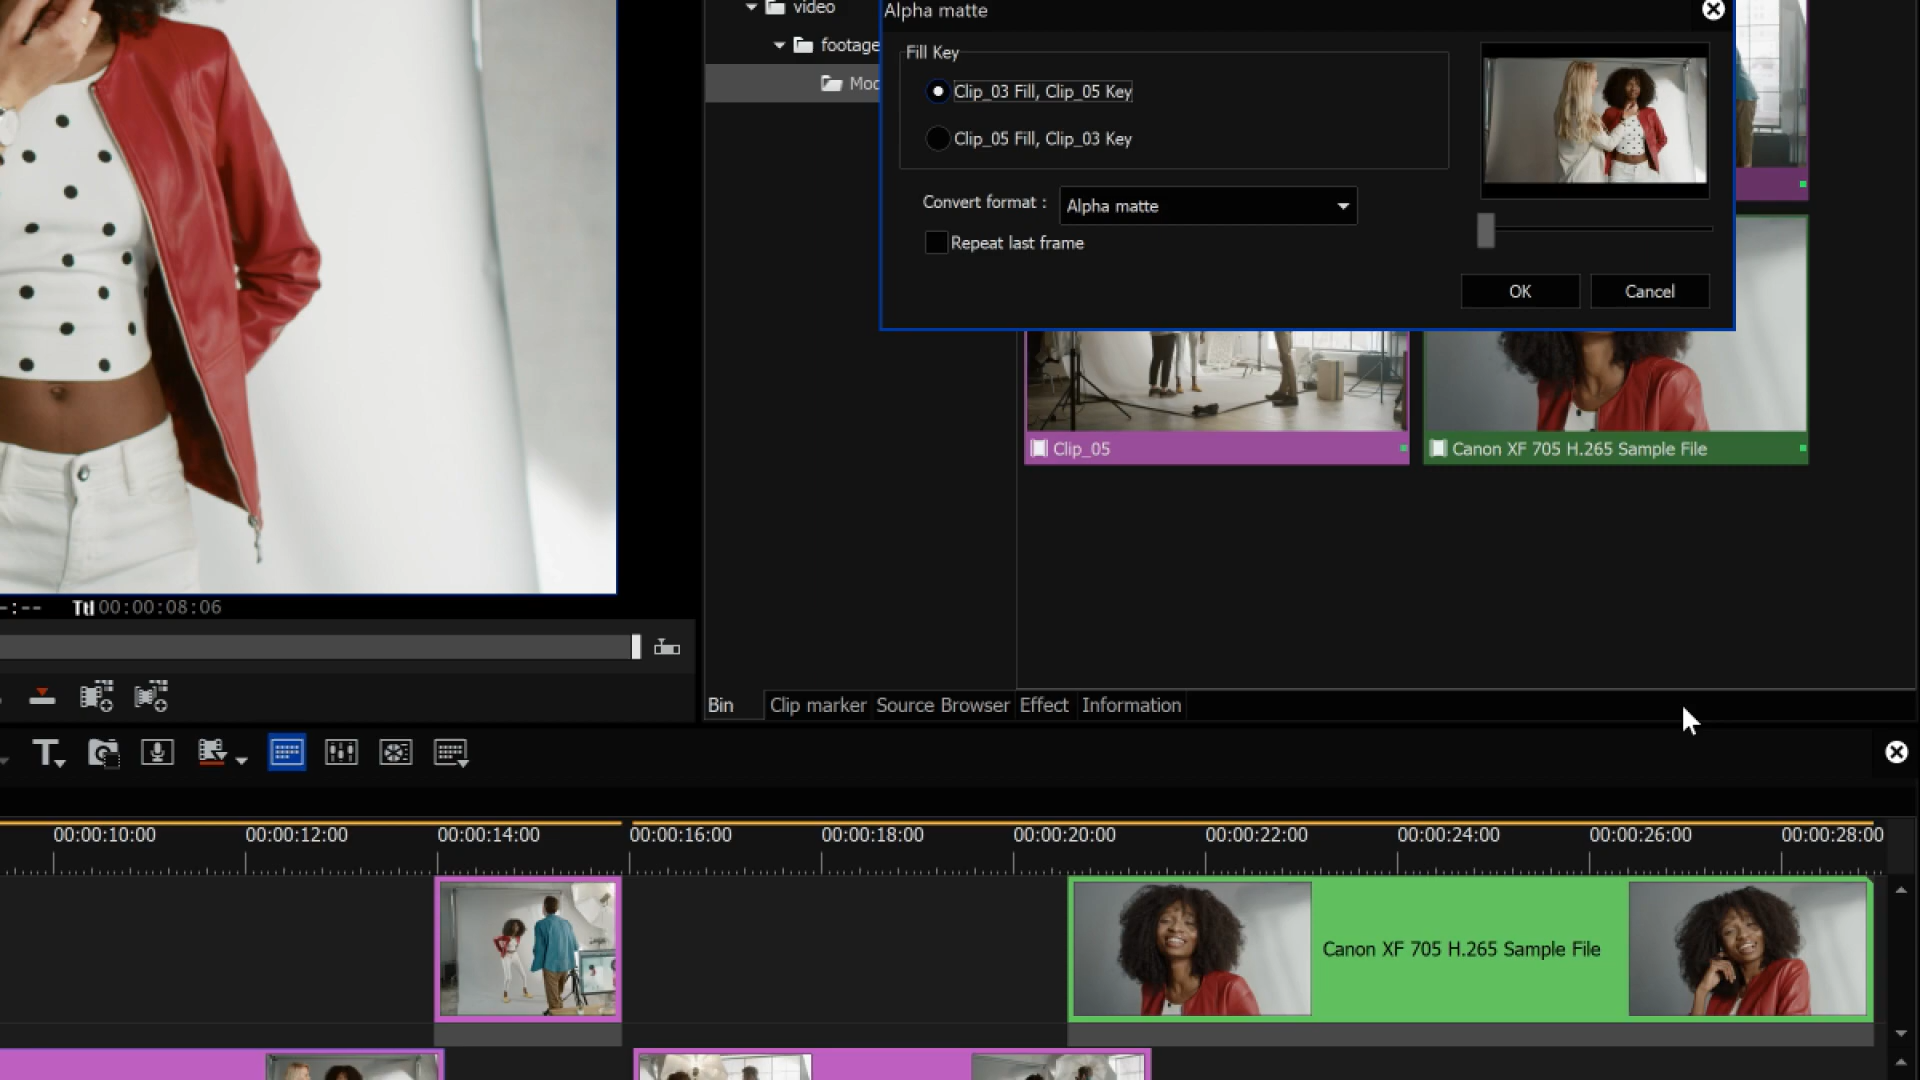 video
footage
Moc
Alpha matte
Fill Key
Clip_03 Fill, Clip_05 Key
Clip_05 Fill, Clip_03 Key
Convert format :
Alpha matte
Repeat last frame
OK
Cancel
Clip_05
Canon XF 705 H.265 Sample File
-:--
Ttl 00:00:08:06
Bin
Clip marker
Source Browser
Effect
Information
00:00:10:00
00:00:12:00
00:00:14:00
00:00:16:00
00:00:18:00
00:00:20:00
00:00:22:00
00:00:24:00
00:00:26:00
00:00:28:00
Canon XF 705 H.265 Sample File